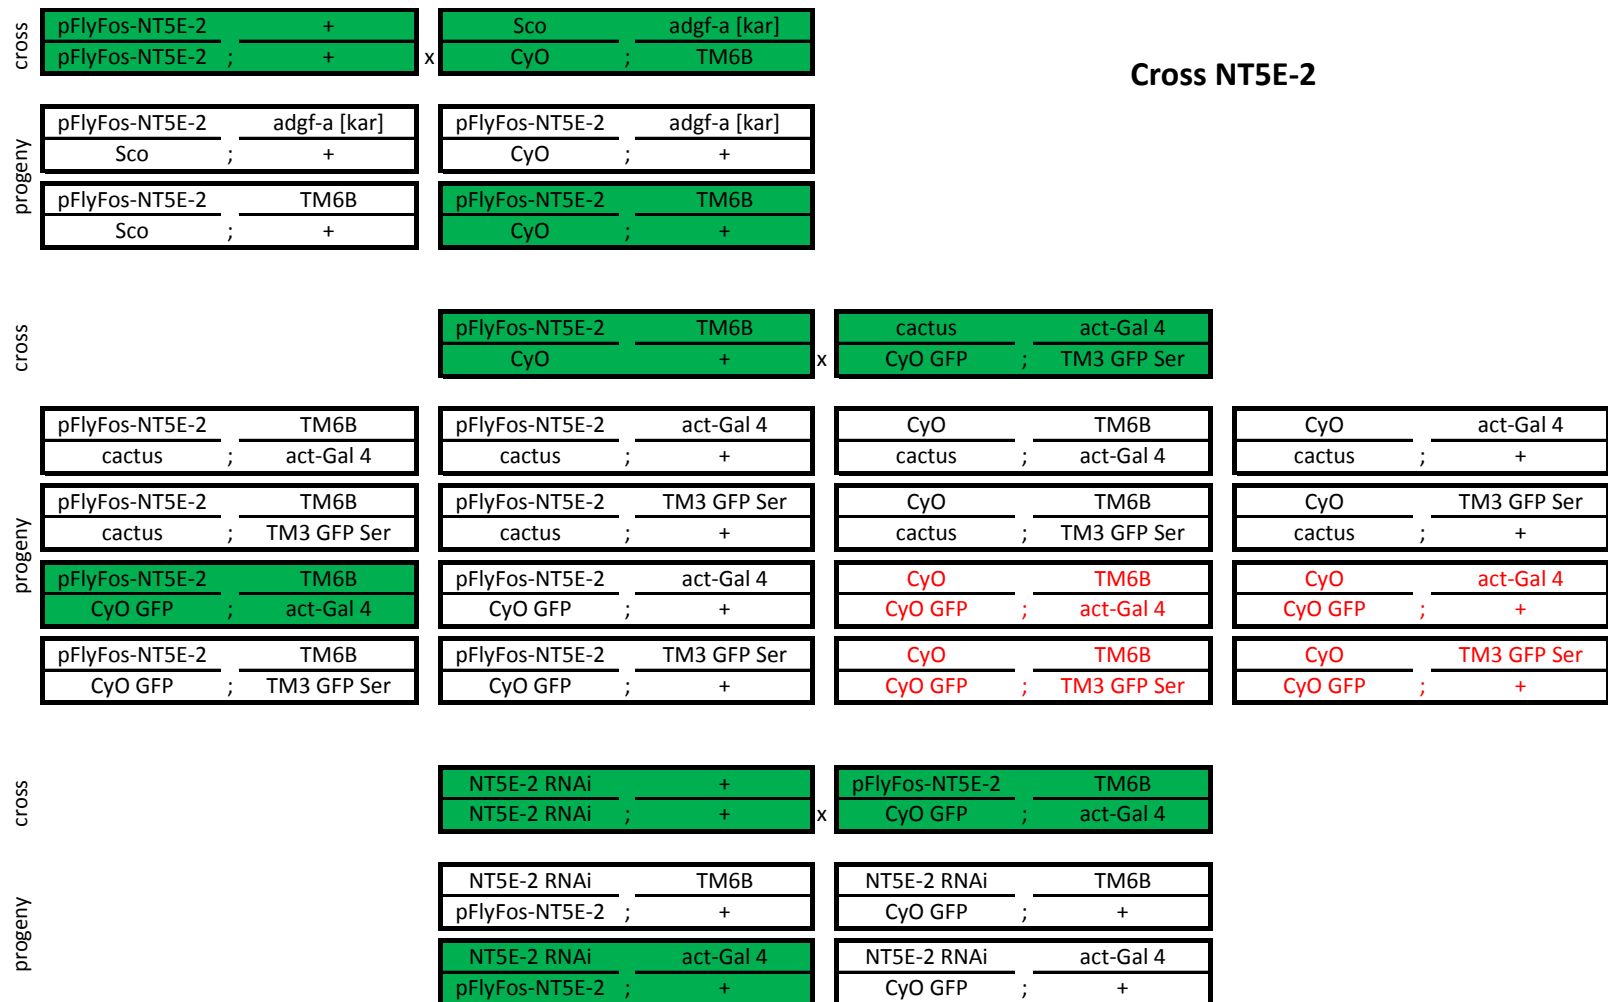 Cross NT5E-2
cross
pFlyFos-NT5E-2 + Sco adgf-a [kar]
pFlyFos-NT5E-2 ; + x CyO ; TM6B
progeny
pFlyFos-NT5E-2 adgf-a [kar] pFlyFos-NT5E-2 adgf-a [kar]
Sco ; + CyO ; +
pFlyFos-NT5E-2 TM6B pFlyFos-NT5E-2 TM6B
Sco ; + CyO ; +
cross
pFlyFos-NT5E-2 TM6B cactus act-Gal 4
CyO + x CyO GFP ; TM3 GFP Ser
progeny
pFlyFos-NT5E-2 TM6B pFlyFos-NT5E-2 act-Gal 4 CyO TM6B CyO act-Gal 4
cactus ; act-Gal 4 cactus ; + cactus ; act-Gal 4 cactus ; +
pFlyFos-NT5E-2 TM6B pFlyFos-NT5E-2 TM3 GFP Ser CyO TM6B CyO TM3 GFP Ser
cactus ; TM3 GFP Ser cactus ; + cactus ; TM3 GFP Ser cactus ; +
pFlyFos-NT5E-2 TM6B pFlyFos-NT5E-2 act-Gal 4 CyO TM6B CyO act-Gal 4
CyO GFP ; act-Gal 4 CyO GFP ; + CyO GFP ; act-Gal 4 CyO GFP ; +
pFlyFos-NT5E-2 TM6B pFlyFos-NT5E-2 TM3 GFP Ser CyO TM6B CyO TM3 GFP Ser
CyO GFP ; TM3 GFP Ser CyO GFP ; + CyO GFP ; TM3 GFP Ser CyO GFP ; +
cross
NT5E-2 RNAi + pFlyFos-NT5E-2 TM6B
NT5E-2 RNAi ; + x CyO GFP ; act-Gal 4
progeny
NT5E-2 RNAi TM6B NT5E-2 RNAi TM6B
pFlyFos-NT5E-2 ; + CyO GFP ; +
NT5E-2 RNAi act-Gal 4 NT5E-2 RNAi act-Gal 4
pFlyFos-NT5E-2 ; + CyO GFP ; +